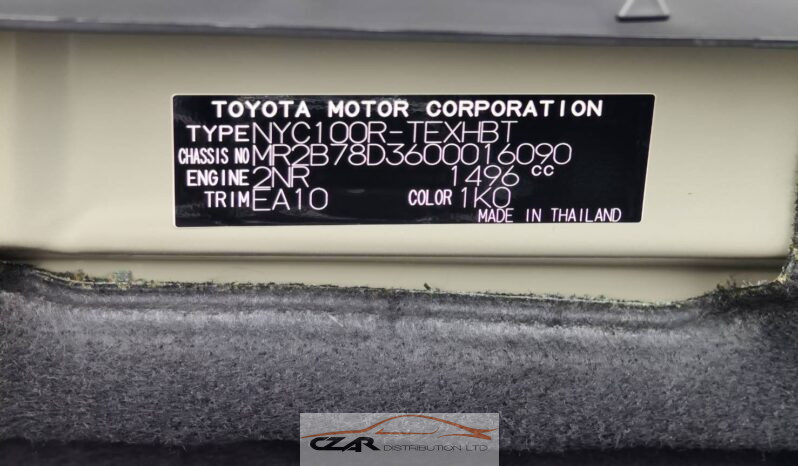 TOYOTA MOTOR CORPORATION
TYPE NYC100R-TEXHBT
CHASSIS NO MR2B78D3600016090
ENGINE 2NR 1496 cc
TRIM EA10 COLOR 1K0
MADE IN THAILAND
CZAR
DISTRIBUTION LTD